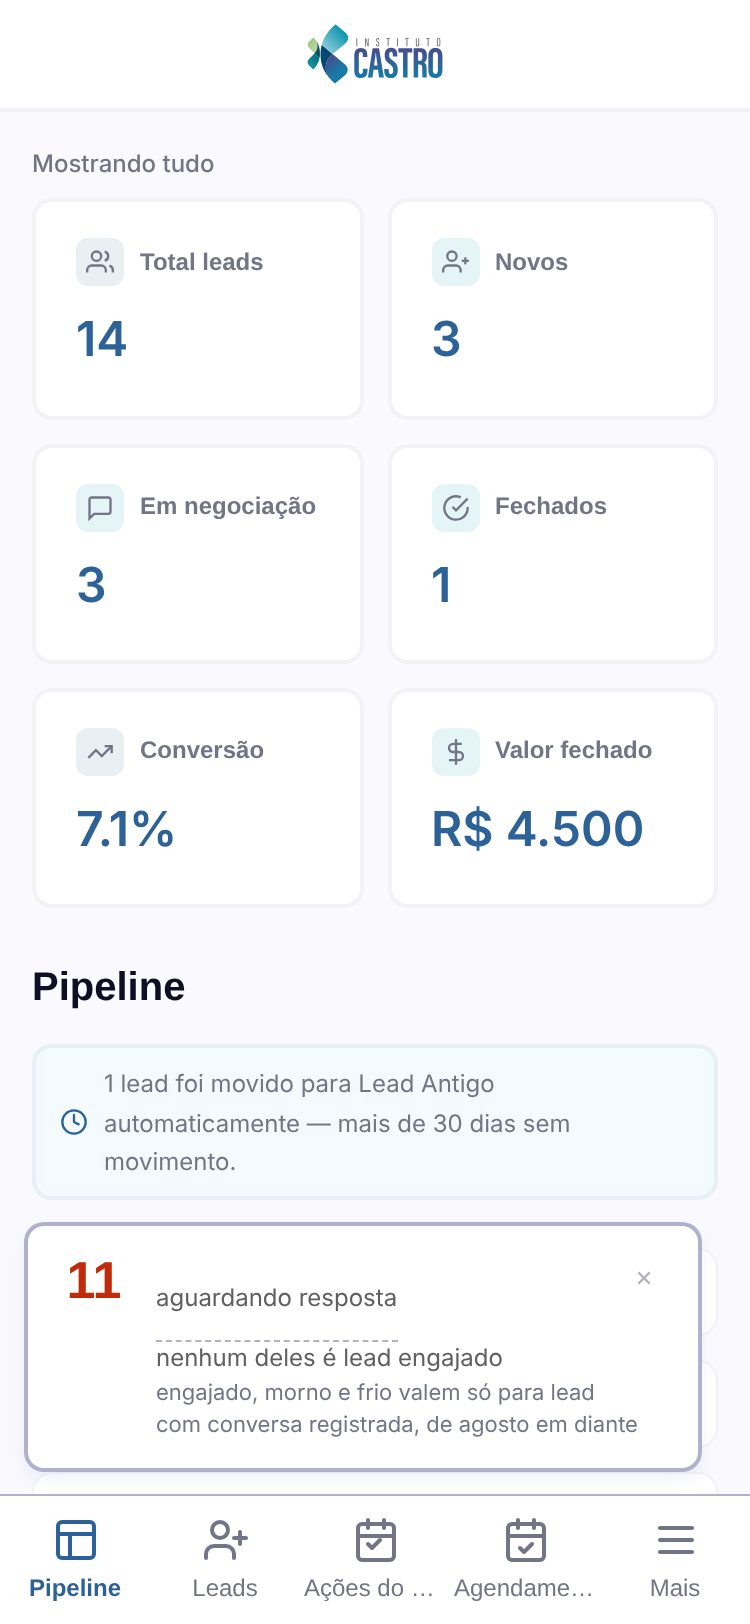 INSTITUTO
CASTRO
Mostrando tudo
Total leads
14
Novos
3
Em negociação
3
Fechados
1
Conversão
7.1%
Valor fechado
R$ 4.500
Pipeline
1 lead foi movido para Lead Antigo
automaticamente — mais de 30 dias sem
movimento.
11
aguardando resposta
×
nenhum deles é lead engajado
engajado, morno e frio valem só para lead
com conversa registrada, de agosto em diante
Pipeline
Leads
Ações do ...
Agendame...
Mais